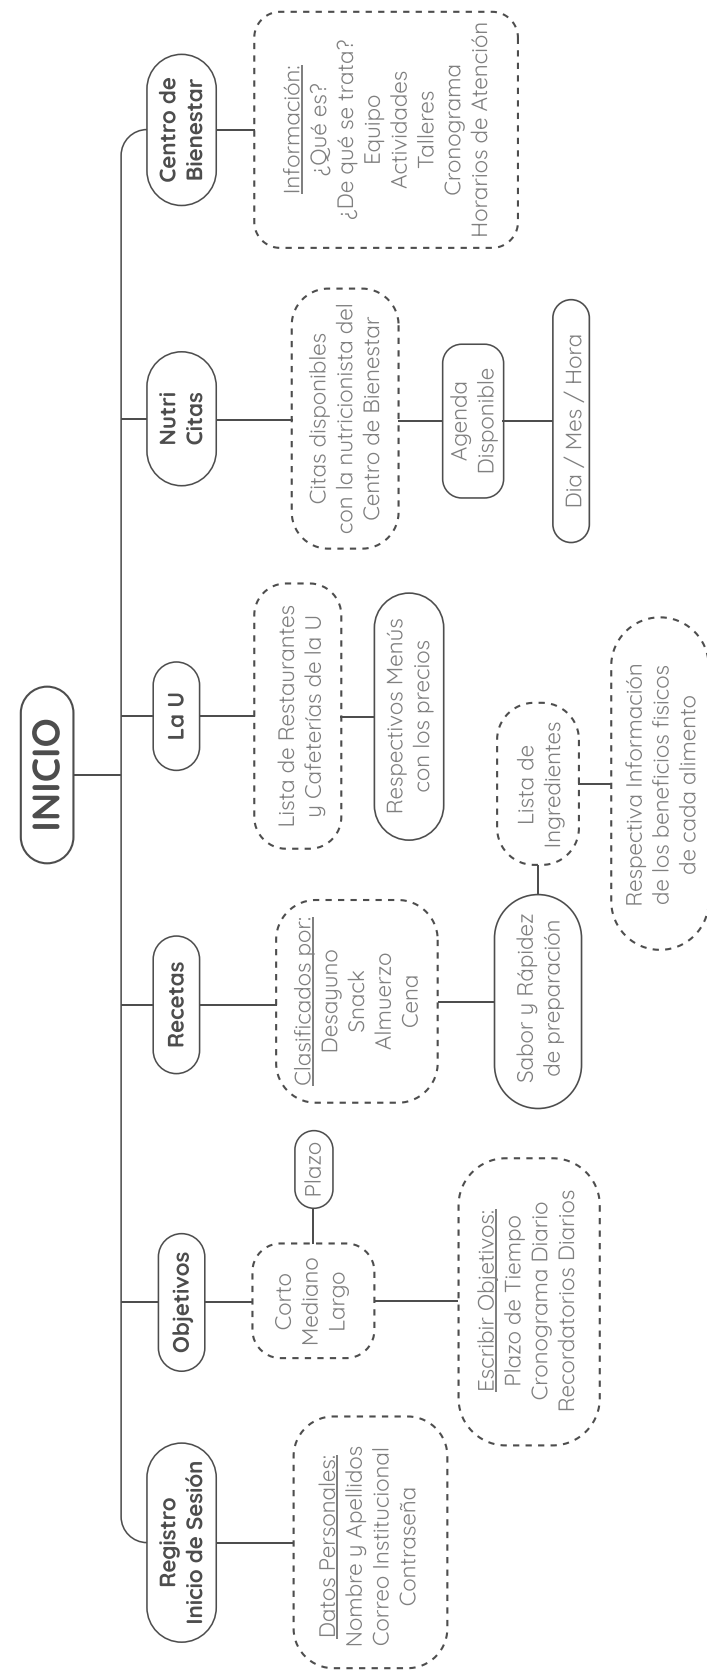 INICIO
Registro
Inicio de Sesión
Datos Personales:
Nombre y Apellidos
Correo Institucional
Contraseña
Objetivos
Corto
Mediano
Largo
Plazo
Escribir Objetivos:
Plazo de Tiempo
Cronograma Diario
Recordatorios Diarios
Recetas
Clasificados por:
Desayuno
Snack
Almuerzo
Cena
Sabor y Rápidez
de preparación
Lista de
Ingredientes
Respectiva Información
de los beneficios fisicos
de cada alimento
La U
Lista de Restaurantes
y Cafeterías de la U
Respectivos Menús
con los precios
Nutri
Citas
Citas disponibles
con la nutricionista del
Centro de Bienestar
Agenda
Disponible
Dia / Mes / Hora
Centro de
Bienestar
Información:
¿Qué es?
¿De qué se trata?
Equipo
Actividades
Talleres
Cronograma
Horarios de Atención